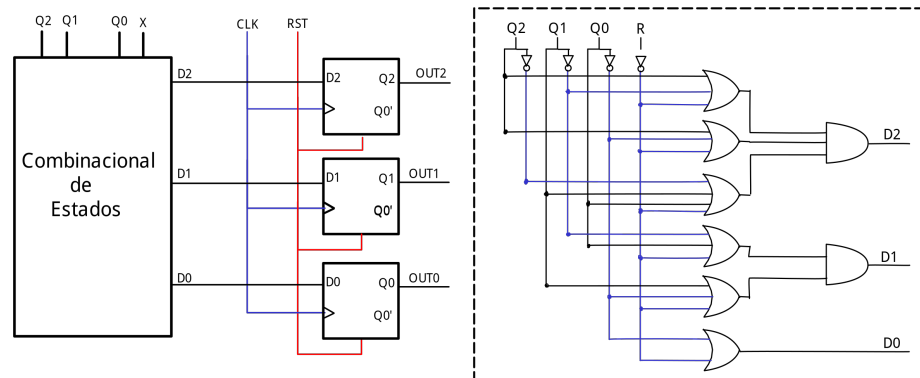 Q2 Q1 Q0 X
CLK RST
D2
D2 Q2 OUT2
Q0'
Combinacional
de
Estados
D1
D1 Q1 OUT1
Q0'
D0
D0 Q0 OUT0
Q0'
Q2 Q1 Q0 R
D2
D1
D0